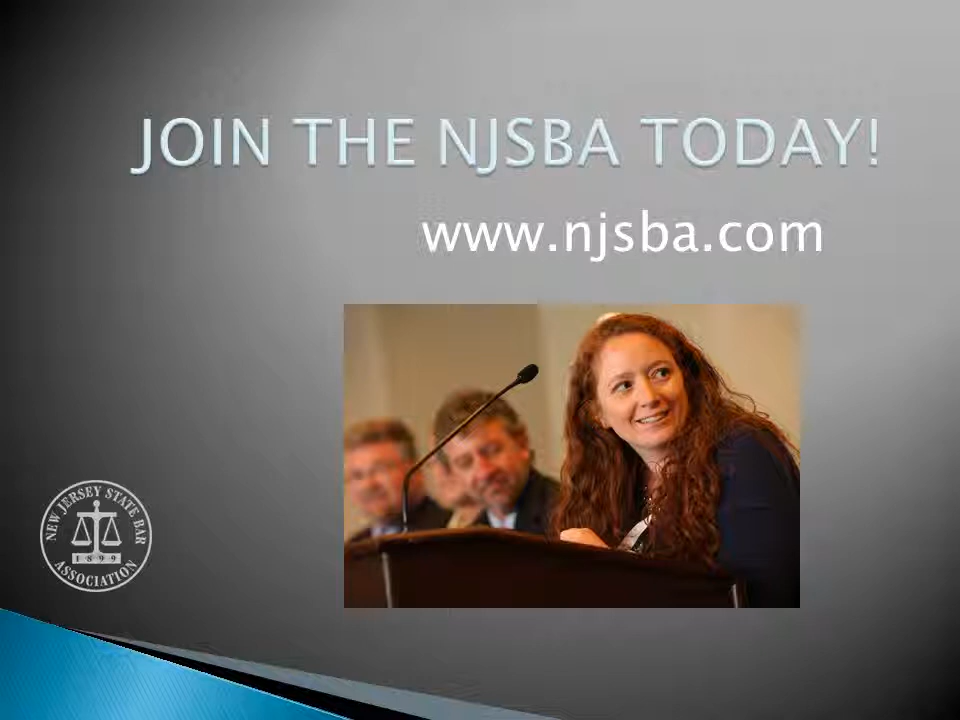 JOIN THE NJSBA TODAY!
www.njsba.com
NEW JERSEY STATE BAR
1899
ASSOCIATION